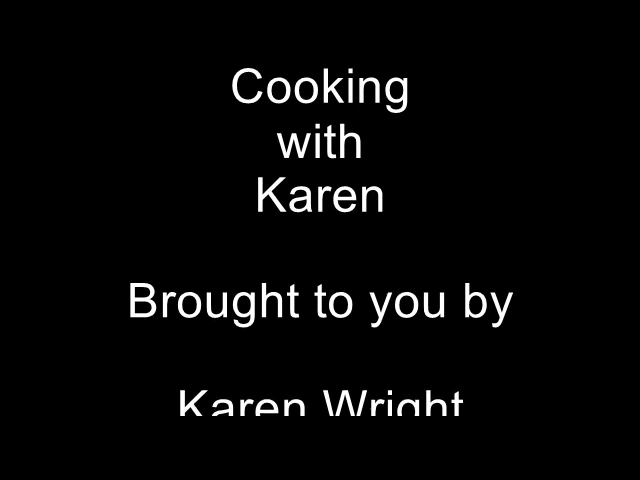 Cooking
with
Karen
Brought to you by
Karen Wright